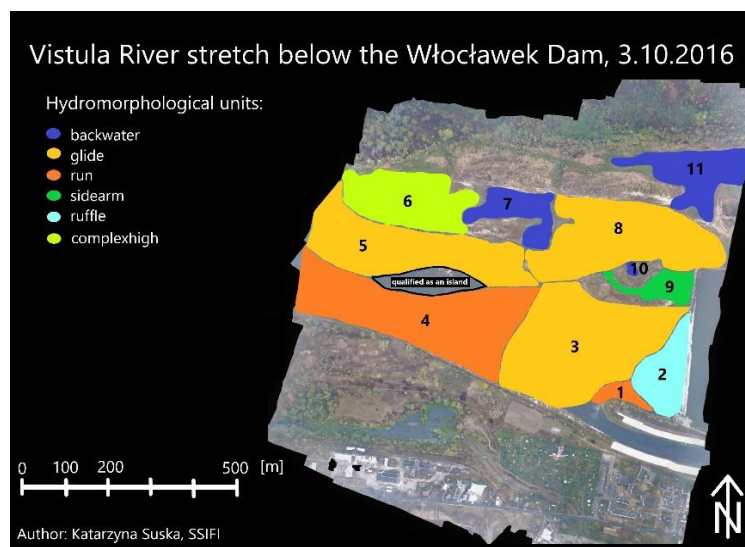 Vistula River stretch below the Włocławek Dam, 3.10.2016
Hydromorphological units:
backwater
glide
run
sidearm
ruffle
complexhigh
11
6
7
8
5
10
9
qualified as an island
4
3
2
1
0 100 200 500 [m]
N
Author: Katarzyna Suska, SSIFI